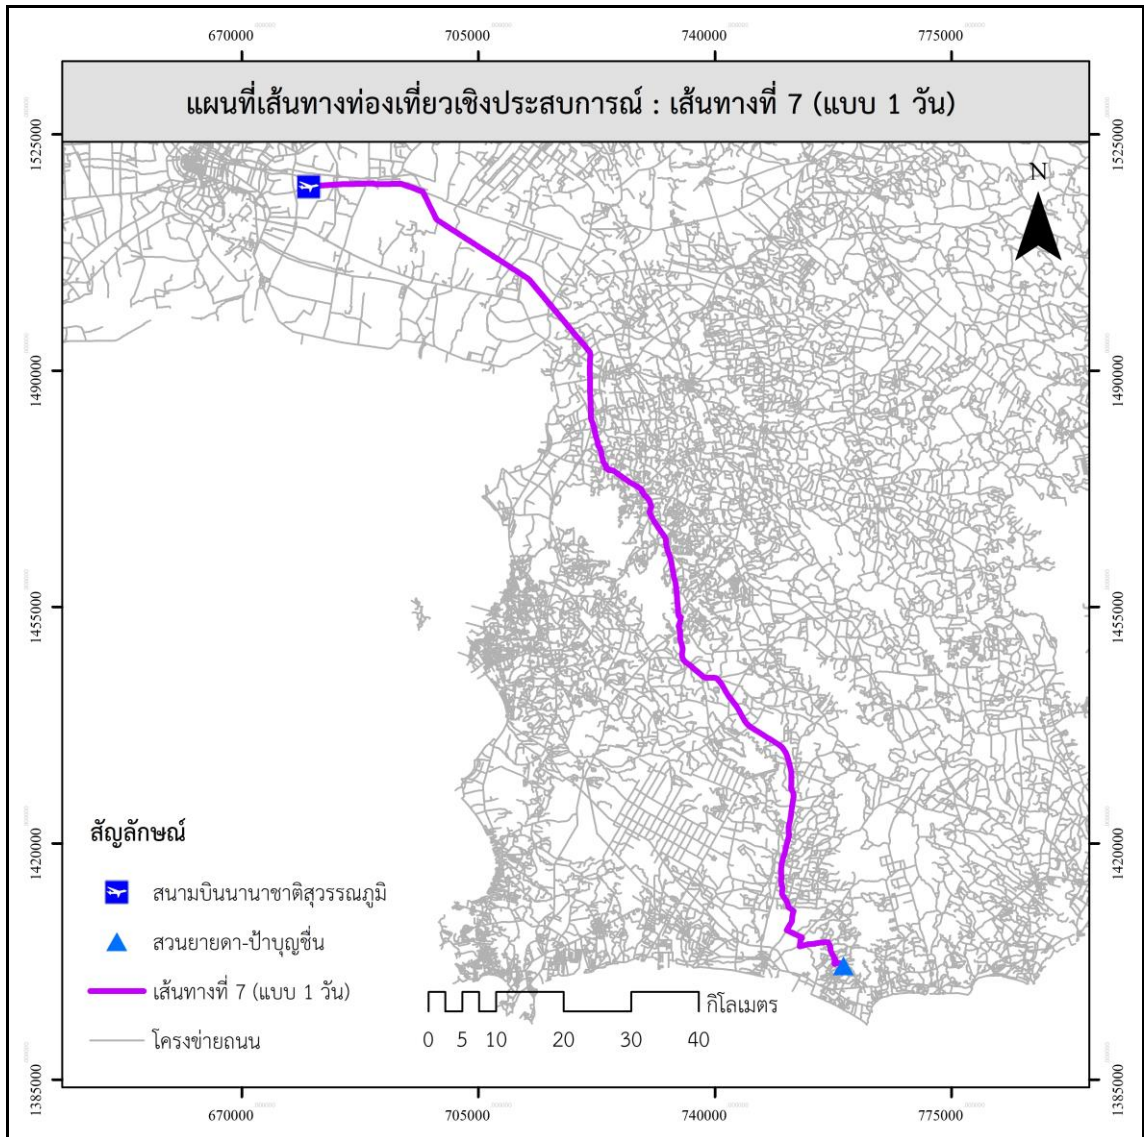 670000 705000 740000 775000
แผนที่เส้นทางท่องเที่ยวเชิงประสบการณ์ : เส้นทางที่ 7 (แบบ 1 วัน)
1525000 1525000
N
1490000 1490000
1455000 1455000
1420000 1420000
สัญลักษณ์
สนามบินนานาชาติสุวรรณภูมิ
สวนยายดา-ป้าบุญชื่น
เส้นทางที่ 7 (แบบ 1 วัน)
โครงข่ายถนน
กิโลเมตร
0 5 10 20 30 40
1385000 1385000
670000 705000 740000 775000